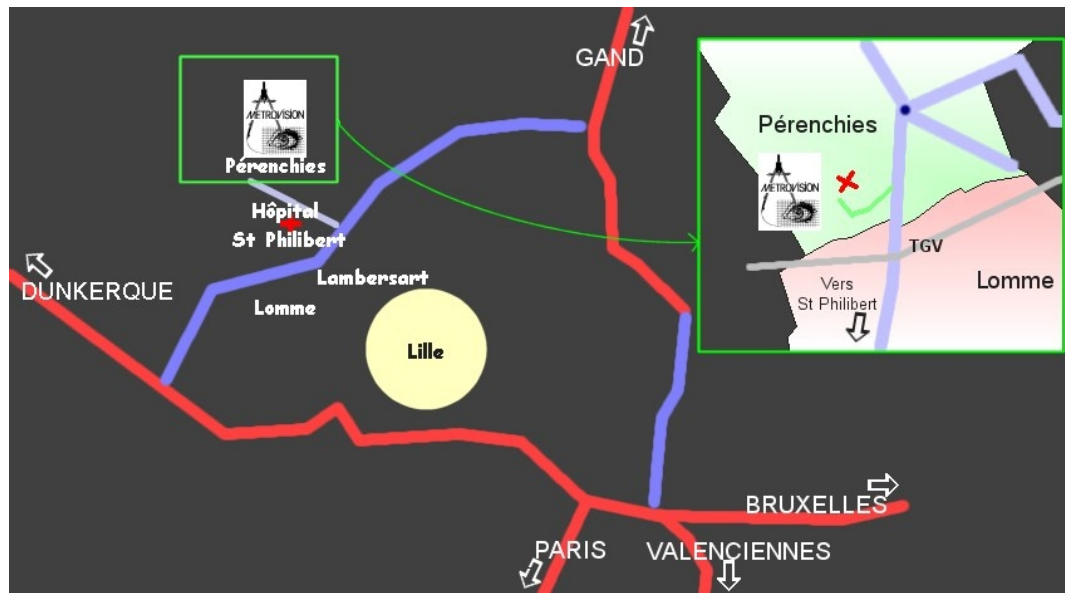 GAND
METROVISION
Pérenchies
Hôpital
St Philibert
Lambersart
DUNKERQUE
Lomme
Lille
BRUXELLES
PARIS
VALENCIENNES
Pérenchies
METROVISION
TGV
Lomme
Vers
St Philibert